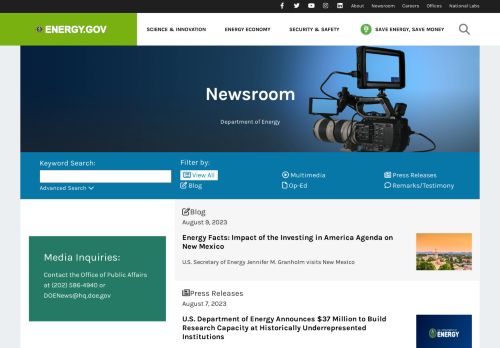 About Newsroom Careers Offices National Labs
ENERGY.GOV
SCIENCE & INNOVATION ENERGY ECONOMY SECURITY & SAFETY SAVE ENERGY, SAVE MONEY
Newsroom
Department of Energy
Keyword Search:
Advanced Search
Filter by:
View All Multimedia Press Releases
Blog Op-Ed Remarks/Testimony
Media Inquiries:
Contact the Office of Public Affairs
at (202) 586-4940 or
DOENews@hq.doe.gov
Blog
August 9, 2023
Energy Facts: Impact of the Investing in America Agenda on
New Mexico
U.S. Secretary of Energy Jennifer M. Granholm visits New Mexico
Press Releases
August 7, 2023
U.S. Department of Energy Announces $37 Million to Build
Research Capacity at Historically Underrepresented
Institutions
ENERGY